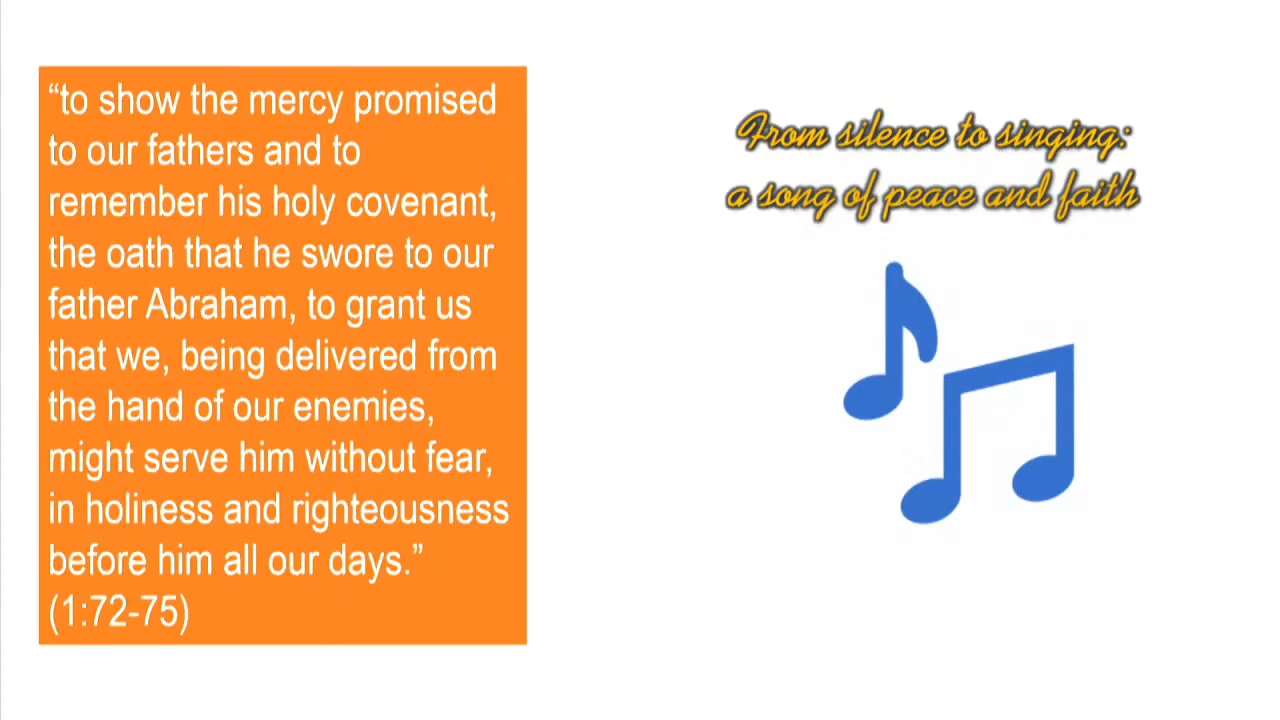 “to show the mercy promised
to our fathers and to
remember his holy covenant,
the oath that he swore to our
father Abraham, to grant us
that we, being delivered from
the hand of our enemies,
might serve him without fear,
in holiness and righteousness
before him all our days.”
(1:72-75)
From silence to singing:
a song of peace and faith